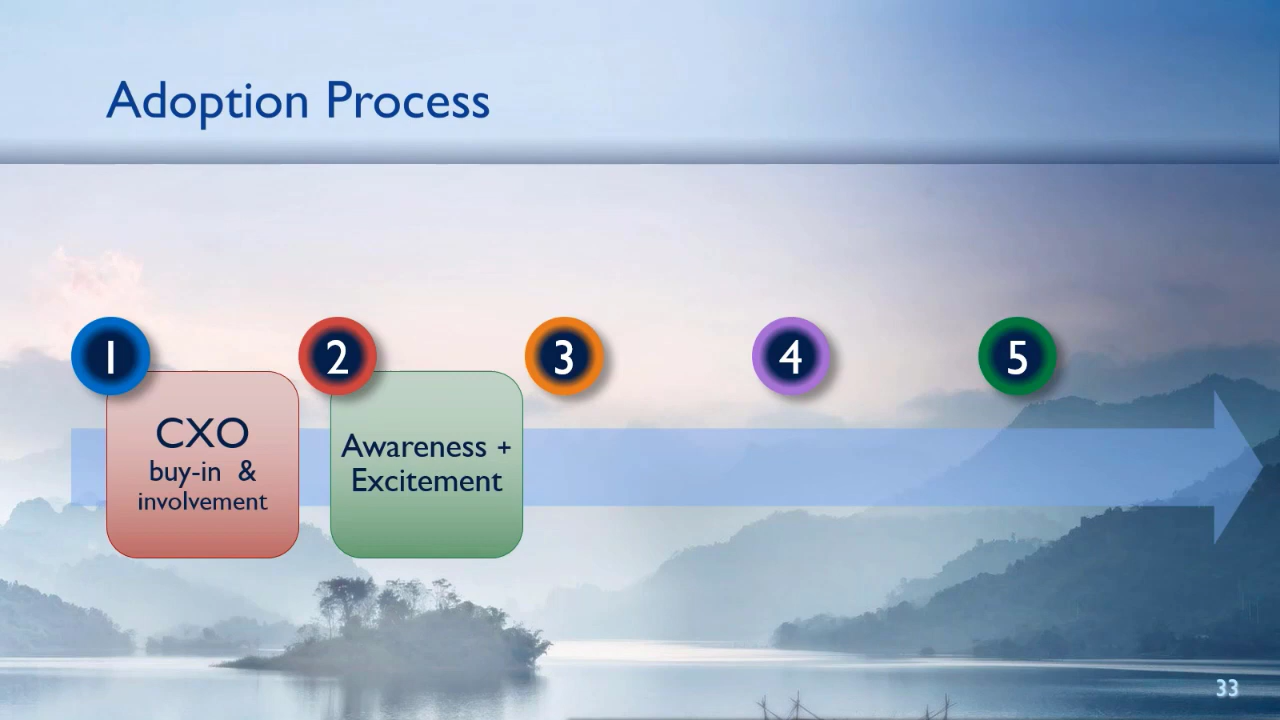 Adoption Process
1
2
3
4
5
CXO
buy-in &
involvement
Awareness +
Excitement
33